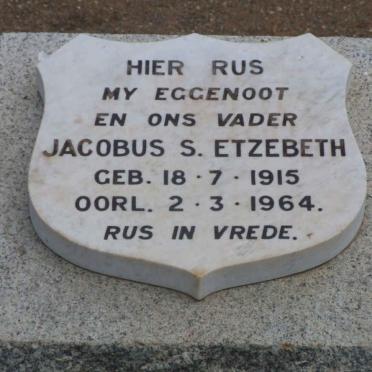 HIER RUS
MY EGGENOOT
EN ONS VADER
JACOBUS S. ETZEBETH
GEB. 18 · 7 · 1915
OORL. 2 · 3 · 1964.
RUS IN VREDE.